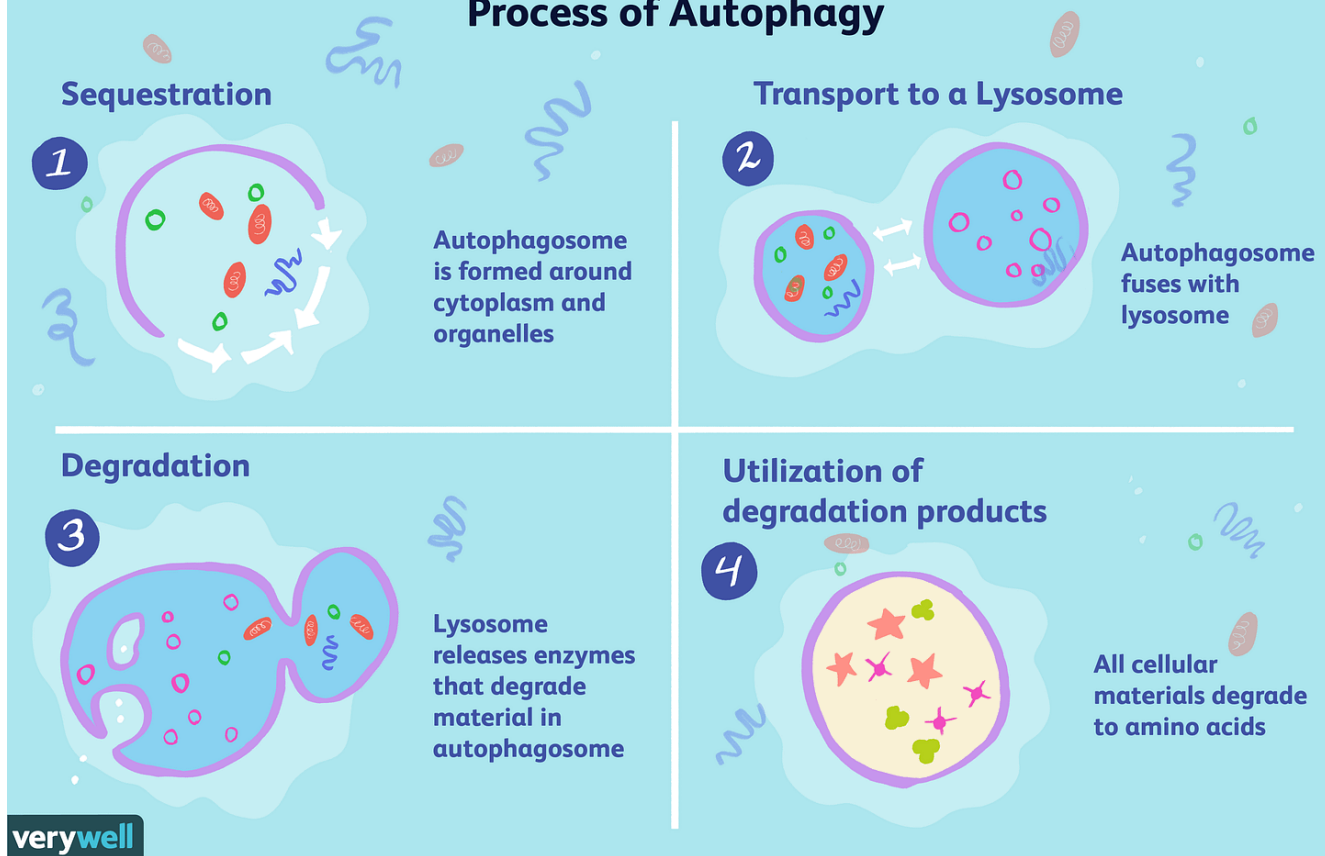 Process of Autophagy
Sequestration
1
Autophagosome
is formed around
cytoplasm and
organelles
Transport to a Lysosome
2
Autophagosome
fuses with
lysosome
Degradation
3
Lysosome
releases enzymes
that degrade
material in
autophagosome
Utilization of
degradation products
4
All cellular
materials degrade
to amino acids
verywell